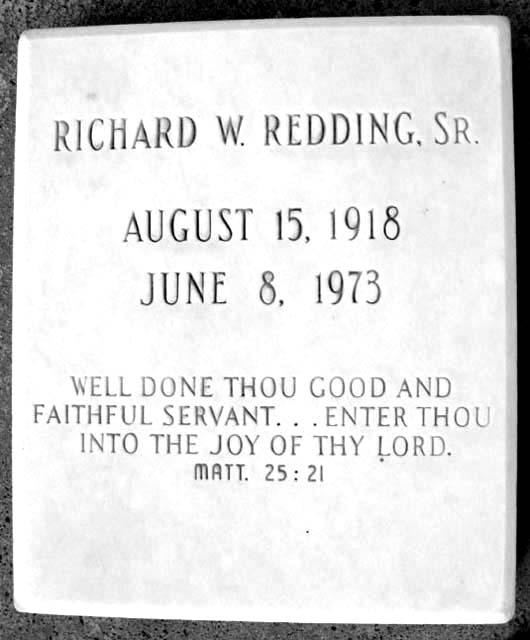 RICHARD W. REDDING, SR.
AUGUST 15, 1918
JUNE 8, 1973
WELL DONE THOU GOOD AND
FAITHFUL SERVANT. . . ENTER THOU
INTO THE JOY OF THY LORD.
MATT. 25:21